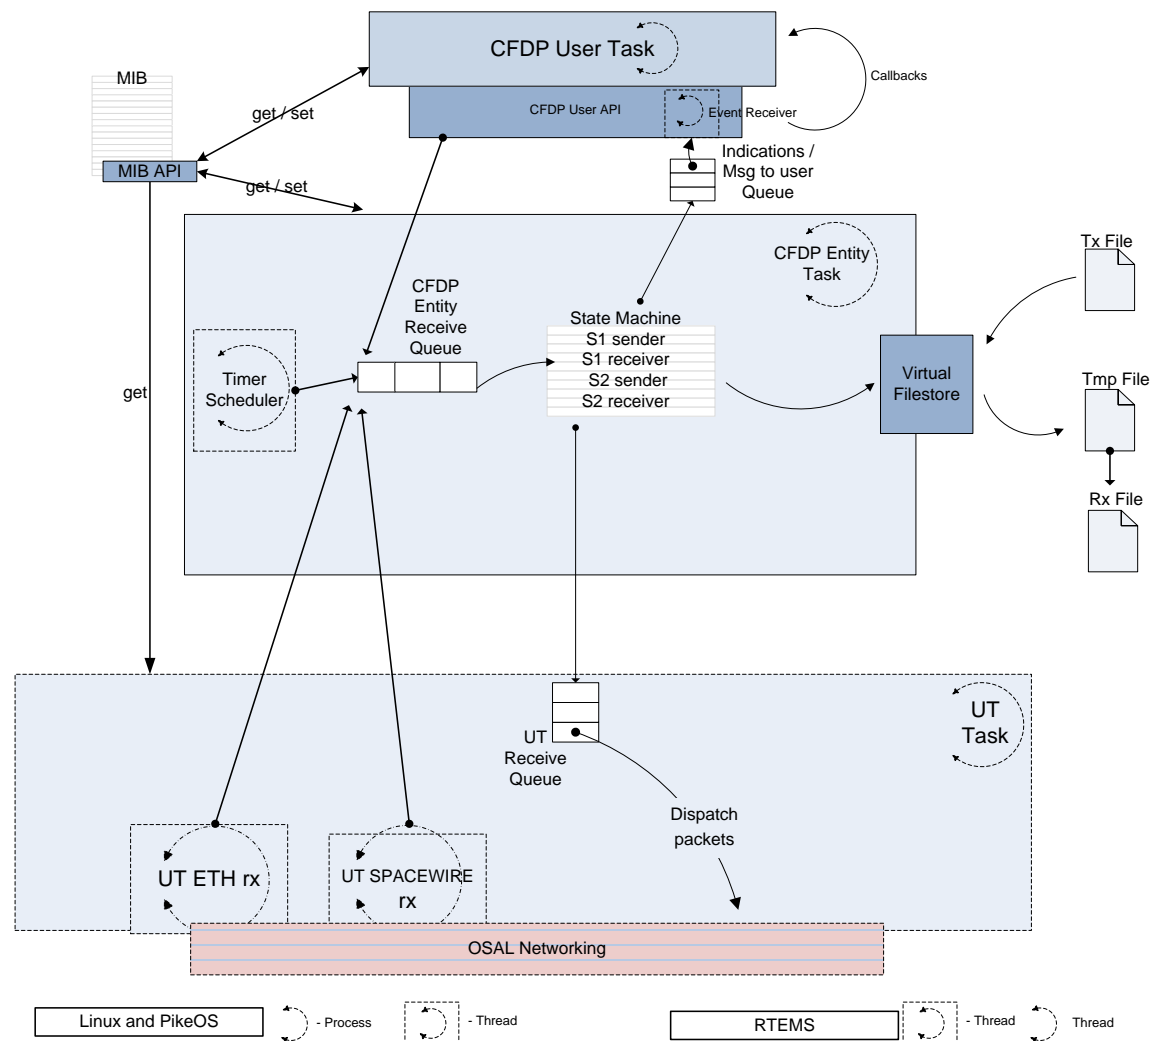 CFDP User Task
MIB
Callbacks
get / set
CFDP User API
Event Receiver
Indications /
Msg to user
Queue
MIB API
get / set
CFDP Entity
Task
Tx File
CFDP
Entity
Receive
Queue
State Machine
S1 sender
S1 receiver
S2 sender
S2 receiver
Timer
Scheduler
Virtual
Filestore
Tmp File
get
Rx File
UT
Task
UT
Receive
Queue
Dispatch
packets
UT ETH rx
UT SPACEWIRE
rx
OSAL Networking
Linux and PikeOS
- Process
- Thread
RTEMS
- Thread
Thread